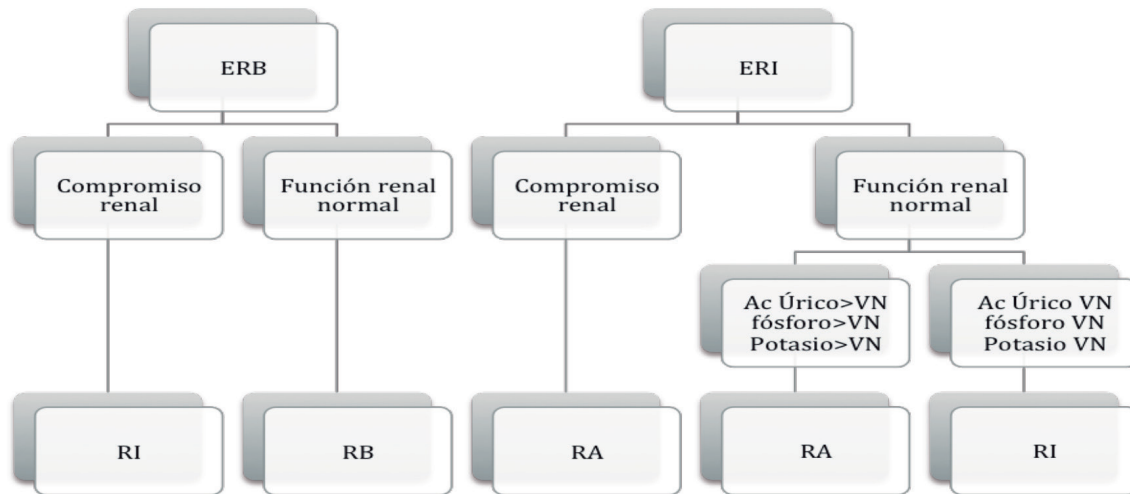 ERB
ERI
Compromiso
renal
Función renal
normal
Compromiso
renal
Función renal
normal
Ac Úrico>VN
fósforo>VN
Potasio>VN
Ac Úrico VN
fósforo VN
Potasio VN
RI
RB
RA
RA
RI